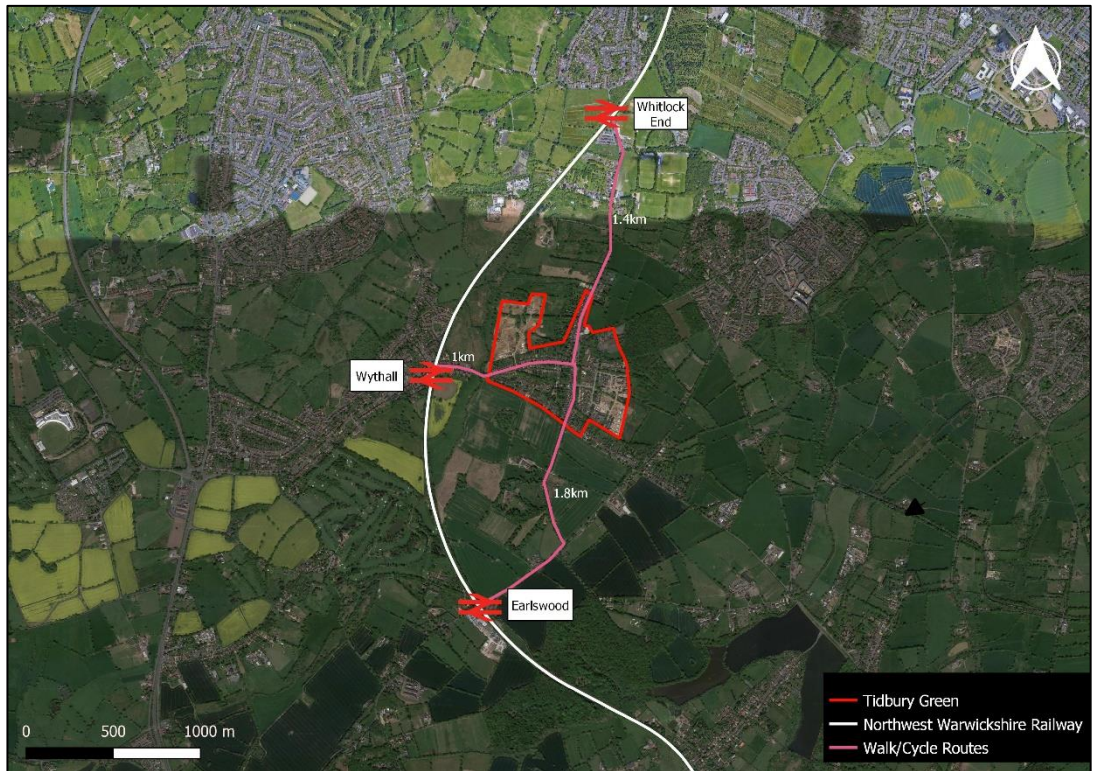 Whitlock
End
1.4km
1km
Wythall
1.8km
Earlswood
Tidbury Green
Northwest Warwickshire Railway
Walk/Cycle Routes
0 500 1000 m